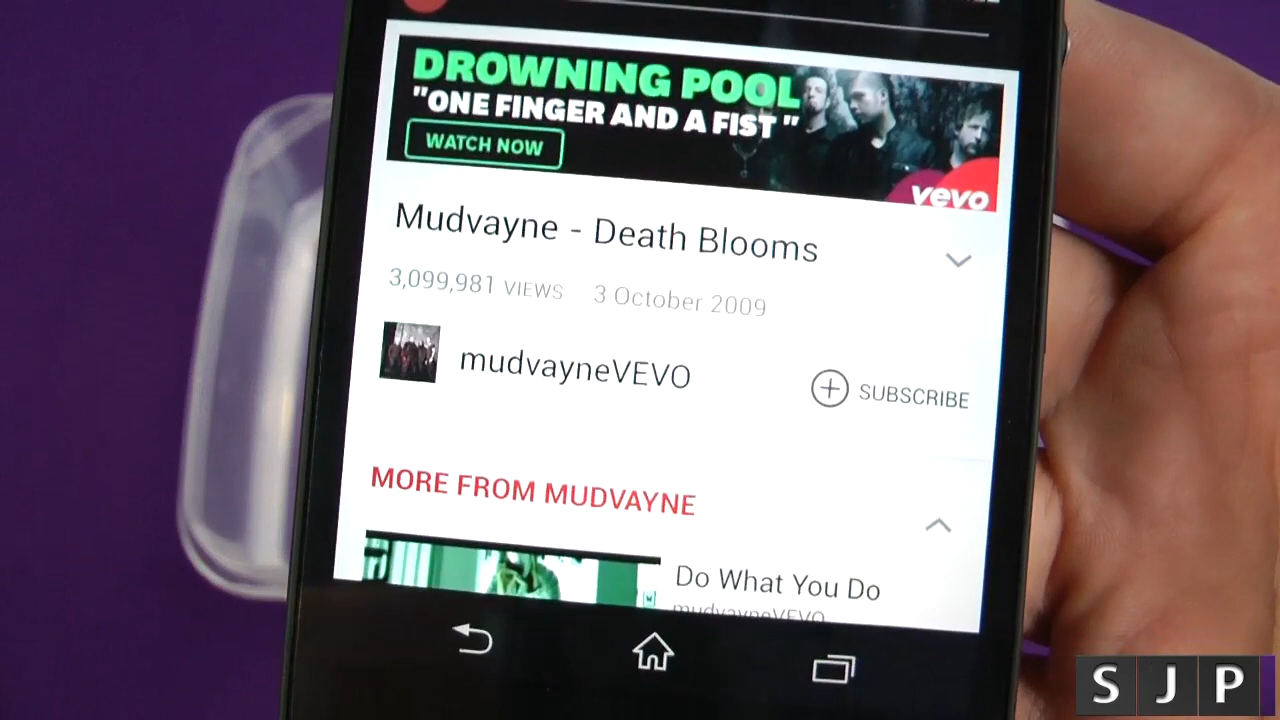 DROWNING POOL
"ONE FINGER AND A FIST "
WATCH NOW
vevo
Mudvayne - Death Blooms
3,099,981 VIEWS 3 October 2009
mudvayneVEVO
SUBSCRIBE
MORE FROM MUDVAYNE
Do What You Do
mudvayneVEVO
S J P